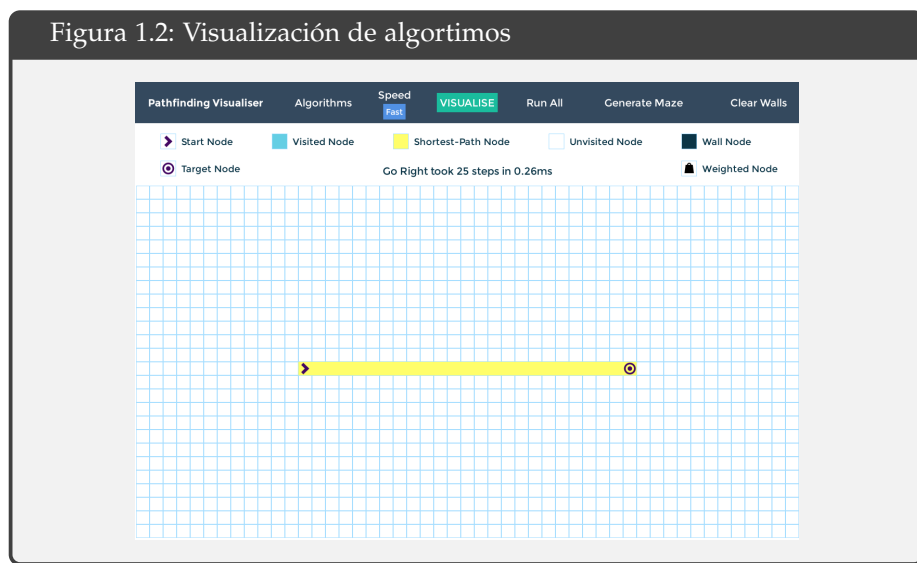 Figura 1.2: Visualización de algortimos
Pathfinding Visualiser Algorithms Speed Fast VISUALISE Run All Generate Maze Clear Walls
Start Node Visited Node Shortest-Path Node Unvisited Node Wall Node
Target Node Go Right took 25 steps in 0.26ms Weighted Node